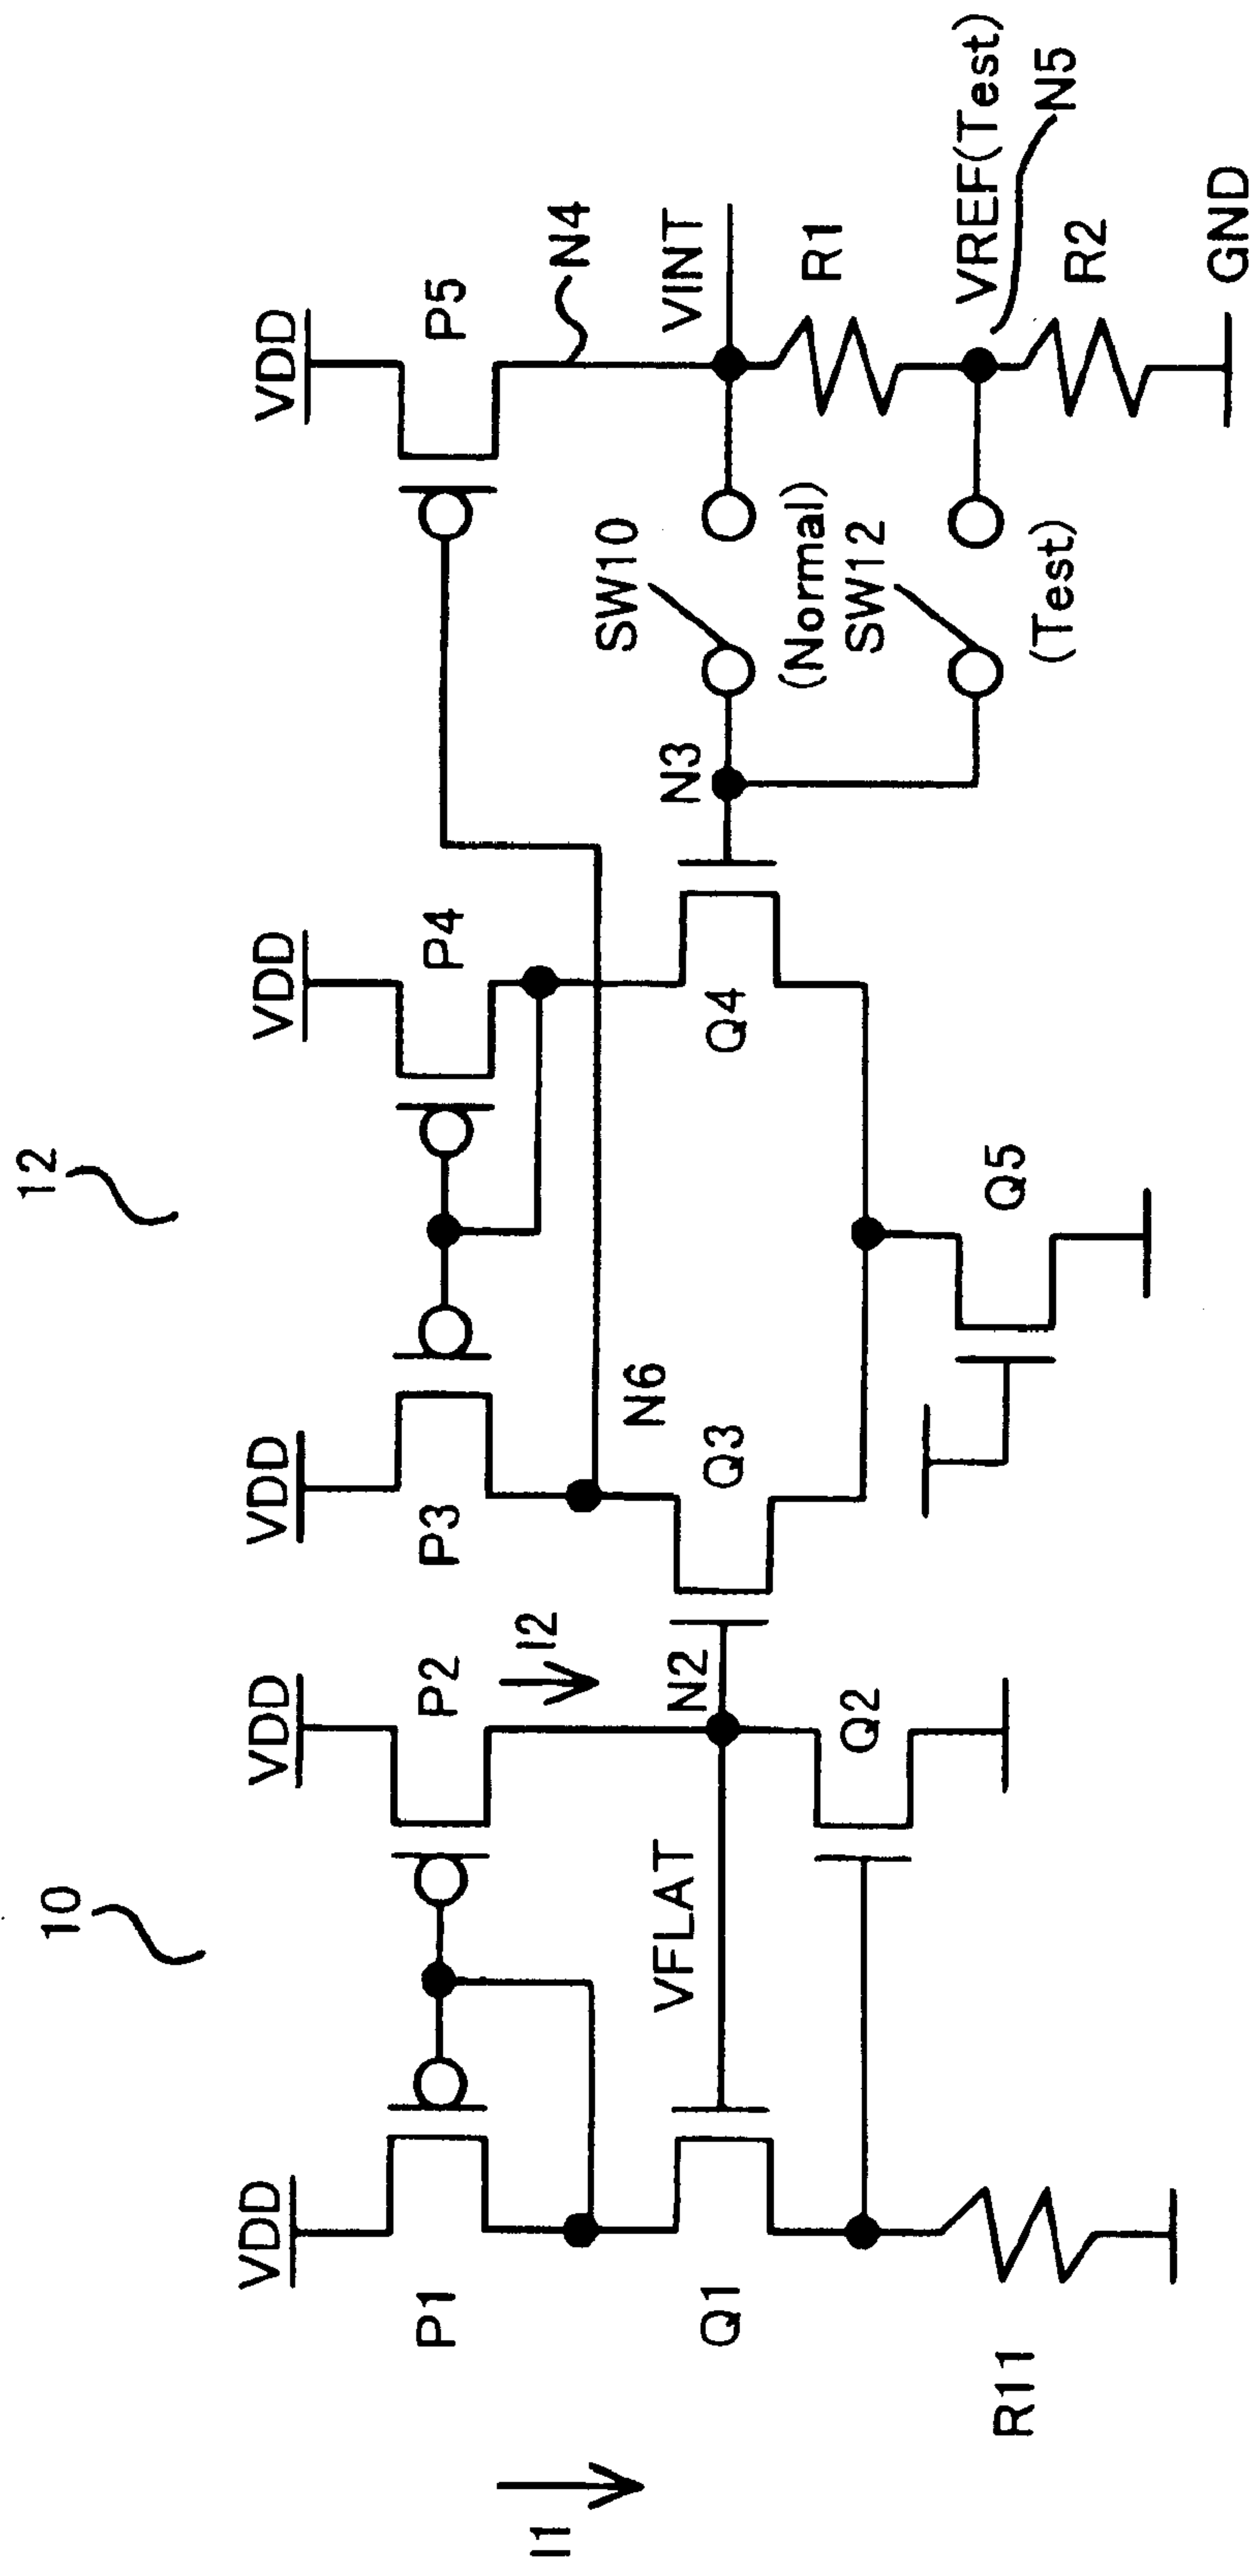 10
12
VDD
VDD
VDD
VDD
VDD
P1
P2
P3
P4
P5
I1
I2
N4
N6
VFLAT
N2
N3
VINT
Q1
Q2
Q3
Q4
SW10
(Normal)
R1
SW12
(Test)
VREF(Test)
N5
R11
Q5
R2
GND